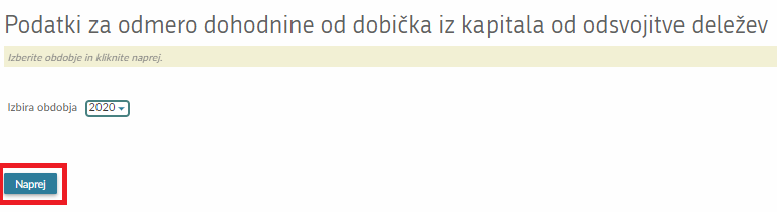 Podatki za odmero dohodnine od dobička iz kapitala od odsvojitve deležev
Izberite obdobje in kliknite naprej.
Izbira obdobja 2020
Naprej